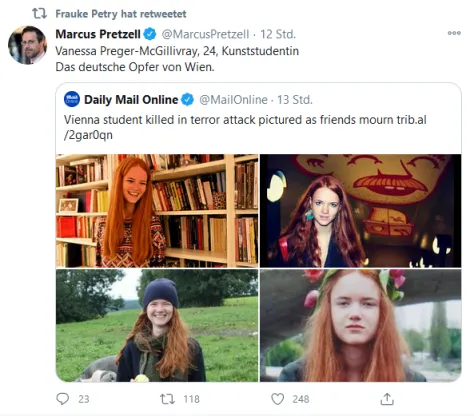 Frauke Petry hat retweetet
Marcus Pretzell @MarcusPretzell · 12 Std.
Vanessa Preger-McGillivray, 24, Kunststudentin
Das deutsche Opfer von Wien.
Daily Mail Online @MailOnline · 13 Std.
Vienna student killed in terror attack pictured as friends mourn trib.al
/2gar0qn
23 118 248